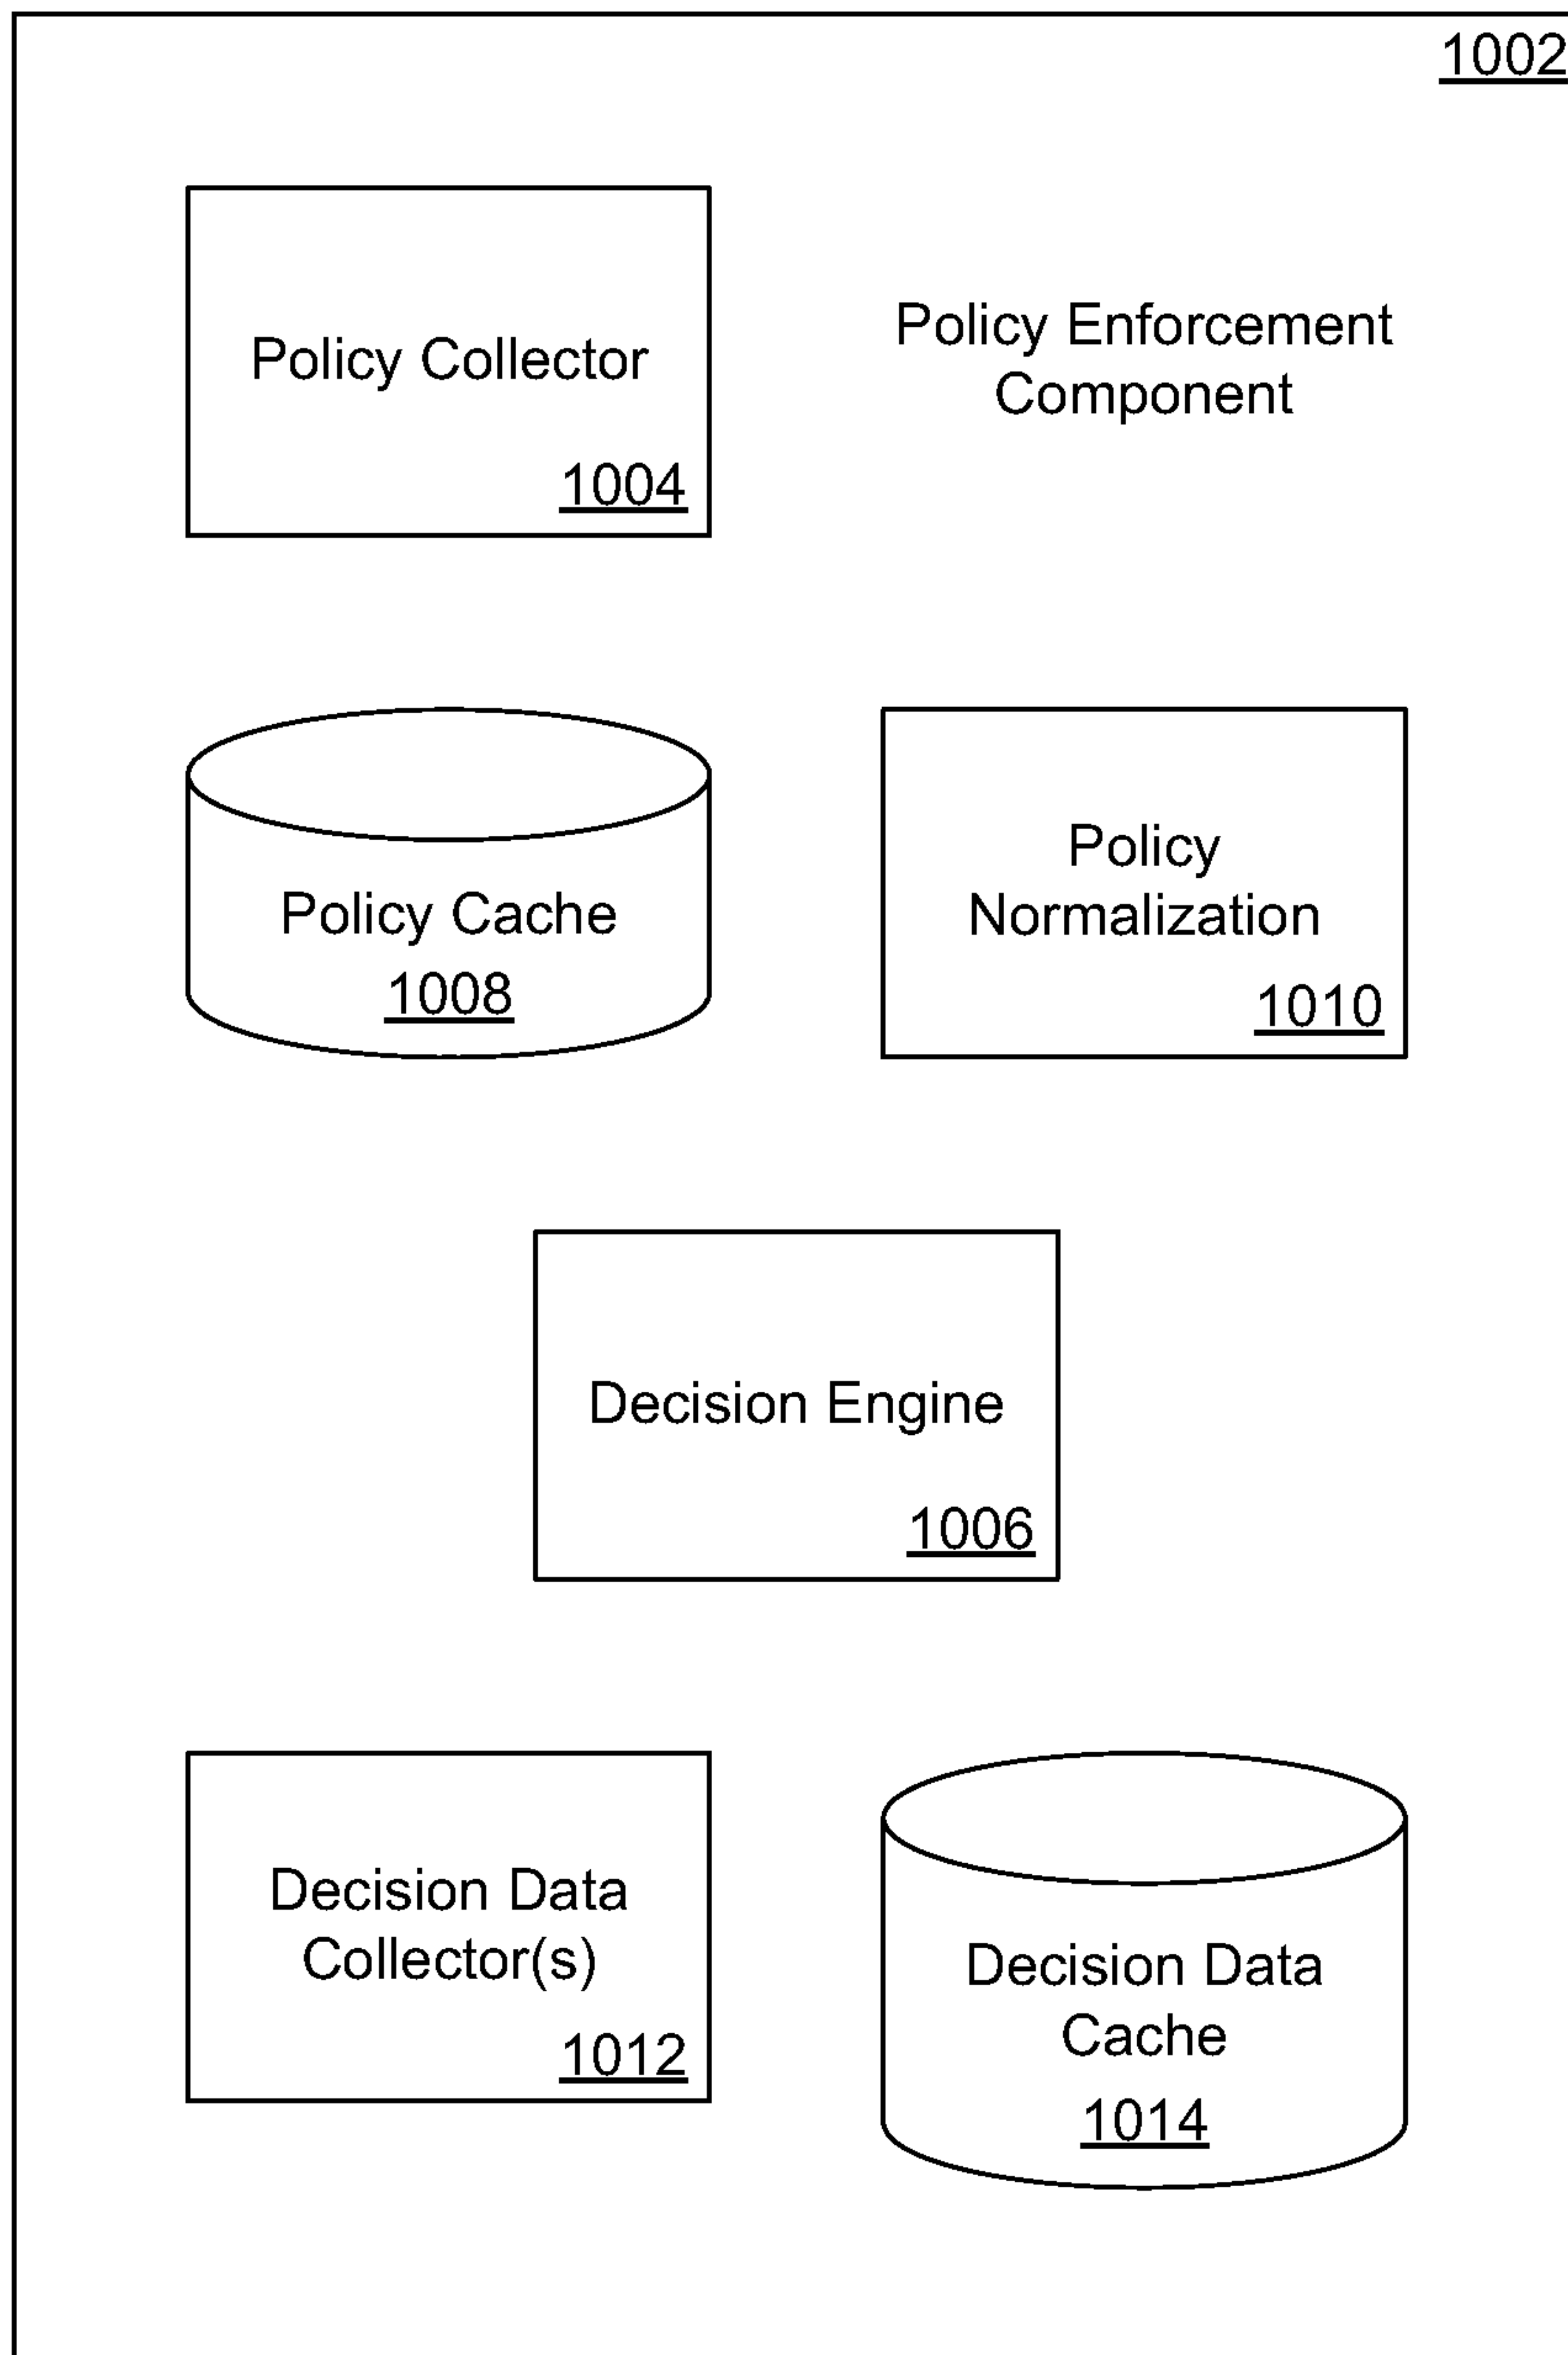 1002
Policy Collector
1004
Policy Enforcement
Component
Policy Cache
1008
Policy
Normalization
1010
Decision Engine
1006
Decision Data
Collector(s)
1012
Decision Data
Cache
1014